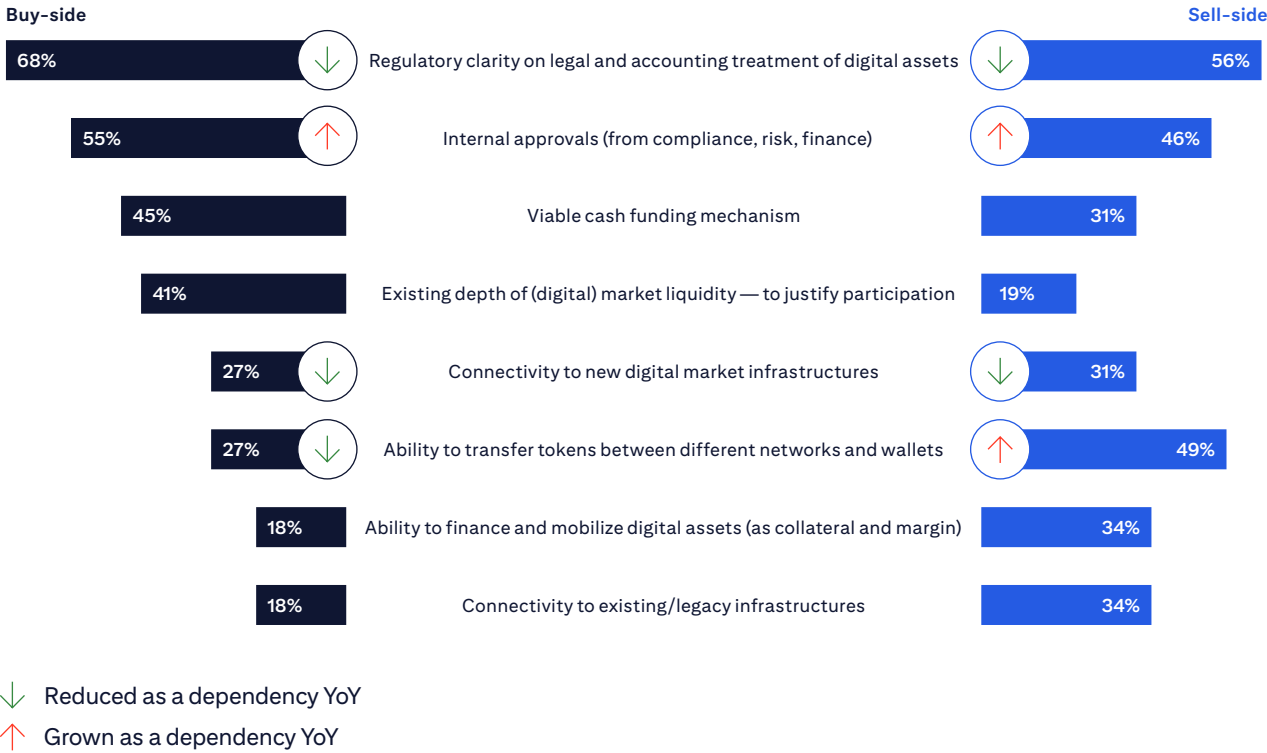 Buy-side Sell-side
68% Regulatory clarity on legal and accounting treatment of digital assets 56%
55% Internal approvals (from compliance, risk, finance) 46%
45% Viable cash funding mechanism 31%
41% Existing depth of (digital) market liquidity — to justify participation 19%
27% Connectivity to new digital market infrastructures 31%
27% Ability to transfer tokens between different networks and wallets 49%
18% Ability to finance and mobilize digital assets (as collateral and margin) 34%
18% Connectivity to existing/legacy infrastructures 34%
Reduced as a dependency YoY
Grown as a dependency YoY